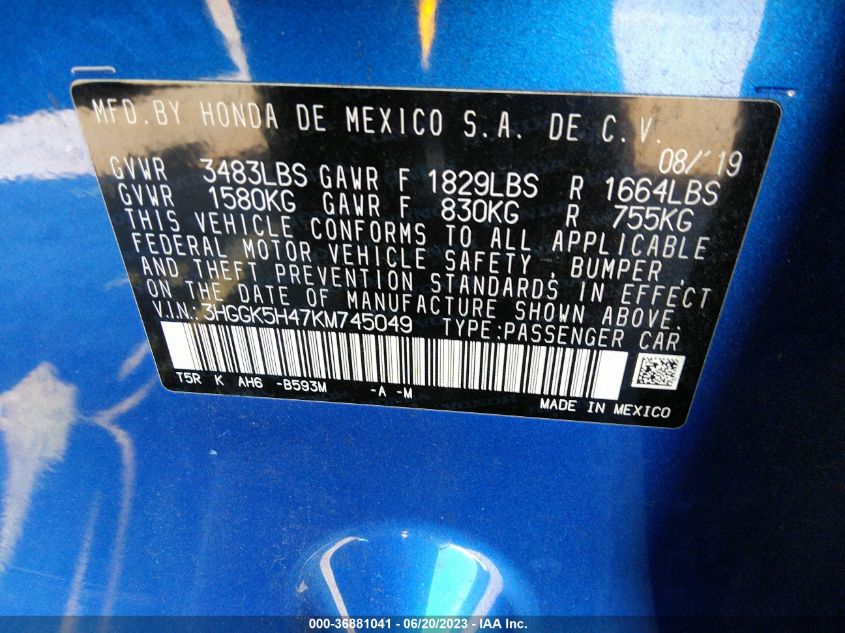 MFD. BY HONDA DE MEXICO S.A. DE C.V.
08/'19
GVWR 3483LBS GAWR F 1829LBS R 1664LBS
GVWR 1580KG GAWR F 830KG R 755KG
THIS VEHICLE CONFORMS TO ALL APPLICABLE
FEDERAL MOTOR VEHICLE SAFETY, BUMPER,
AND THEFT PREVENTION STANDARDS IN EFFECT
ON THE DATE OF MANUFACTURE SHOWN ABOVE.
V.I.N.:3HGGK5H47KM745049 TYPE:PASSENGER CAR
T5R K AH6 -B593M -A -M
MADE IN MEXICO
000-36881041 - 06/20/2023 - IAA Inc.